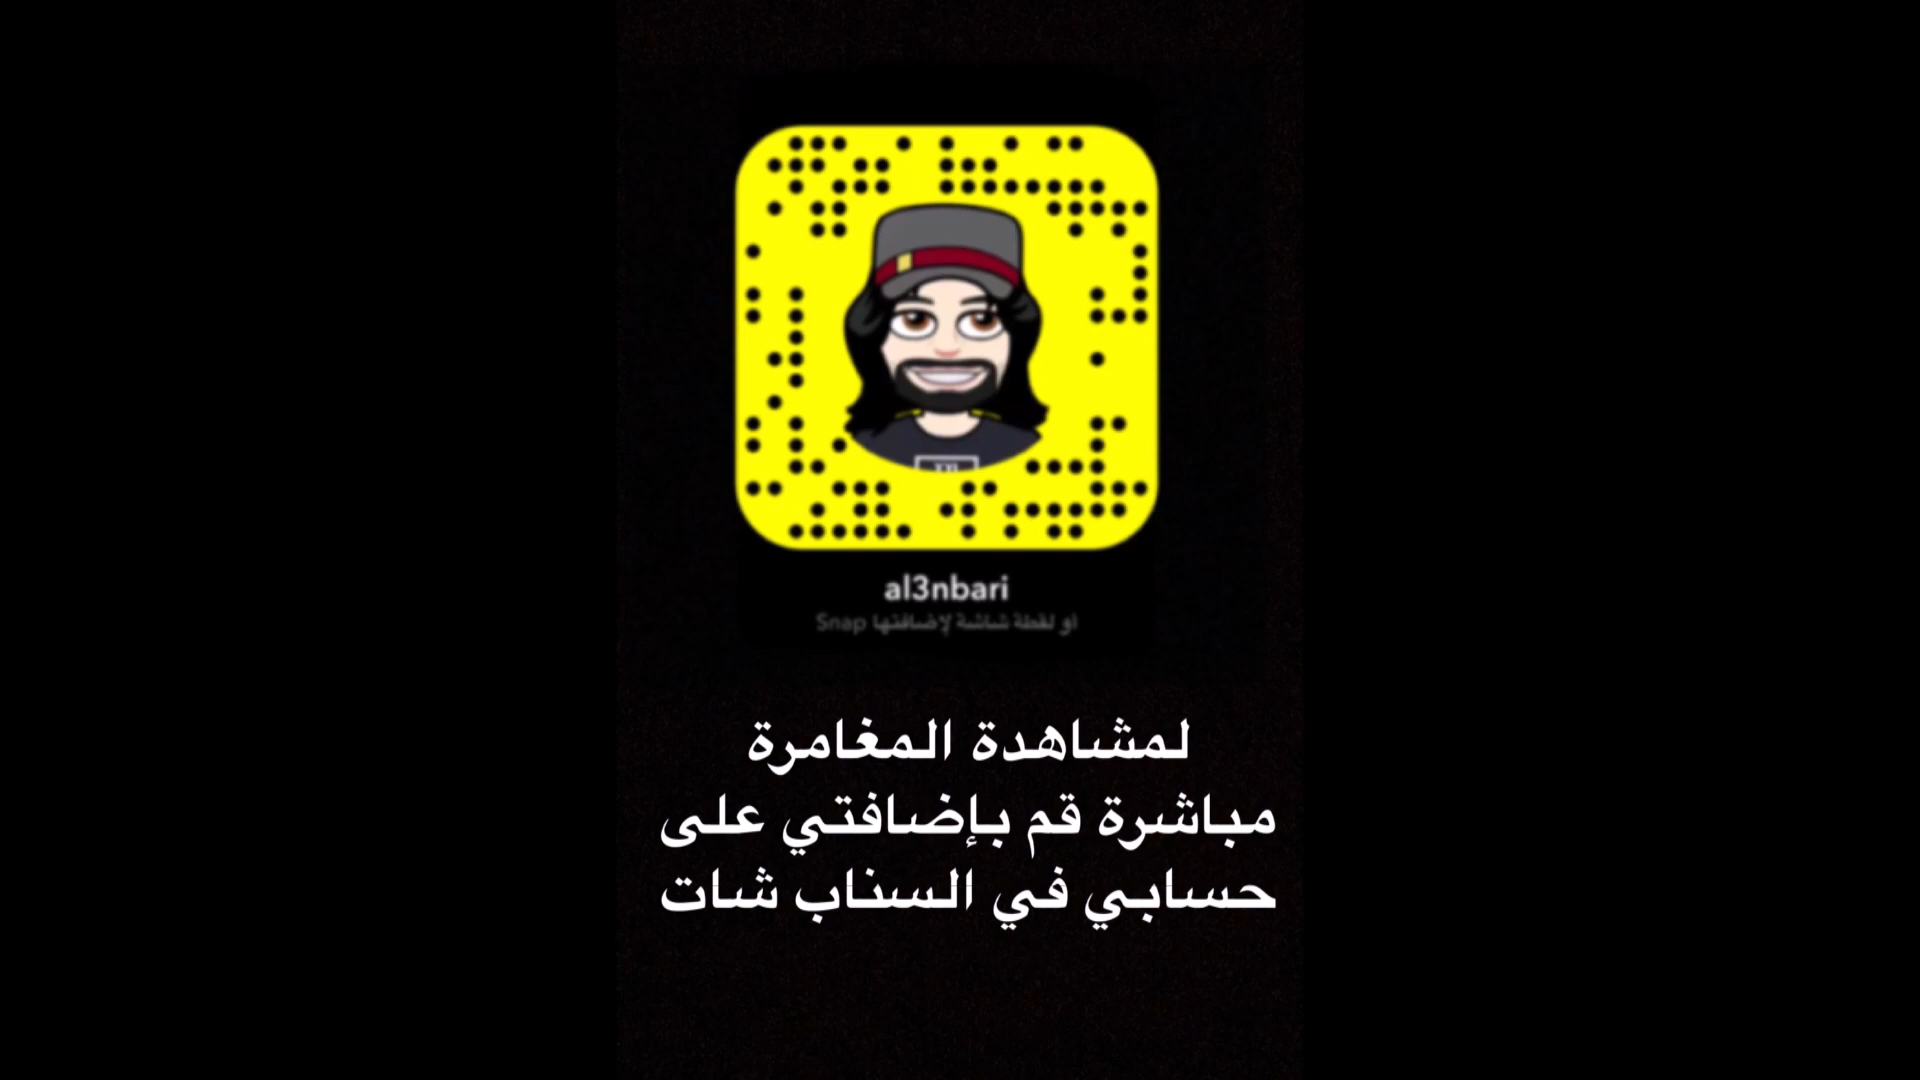 al3nbari
او لقطة شاشة لإضافتها Snap
لمشاهدة المغامرة
مباشرة قم بإضافتي على
حسابي في السناب شات